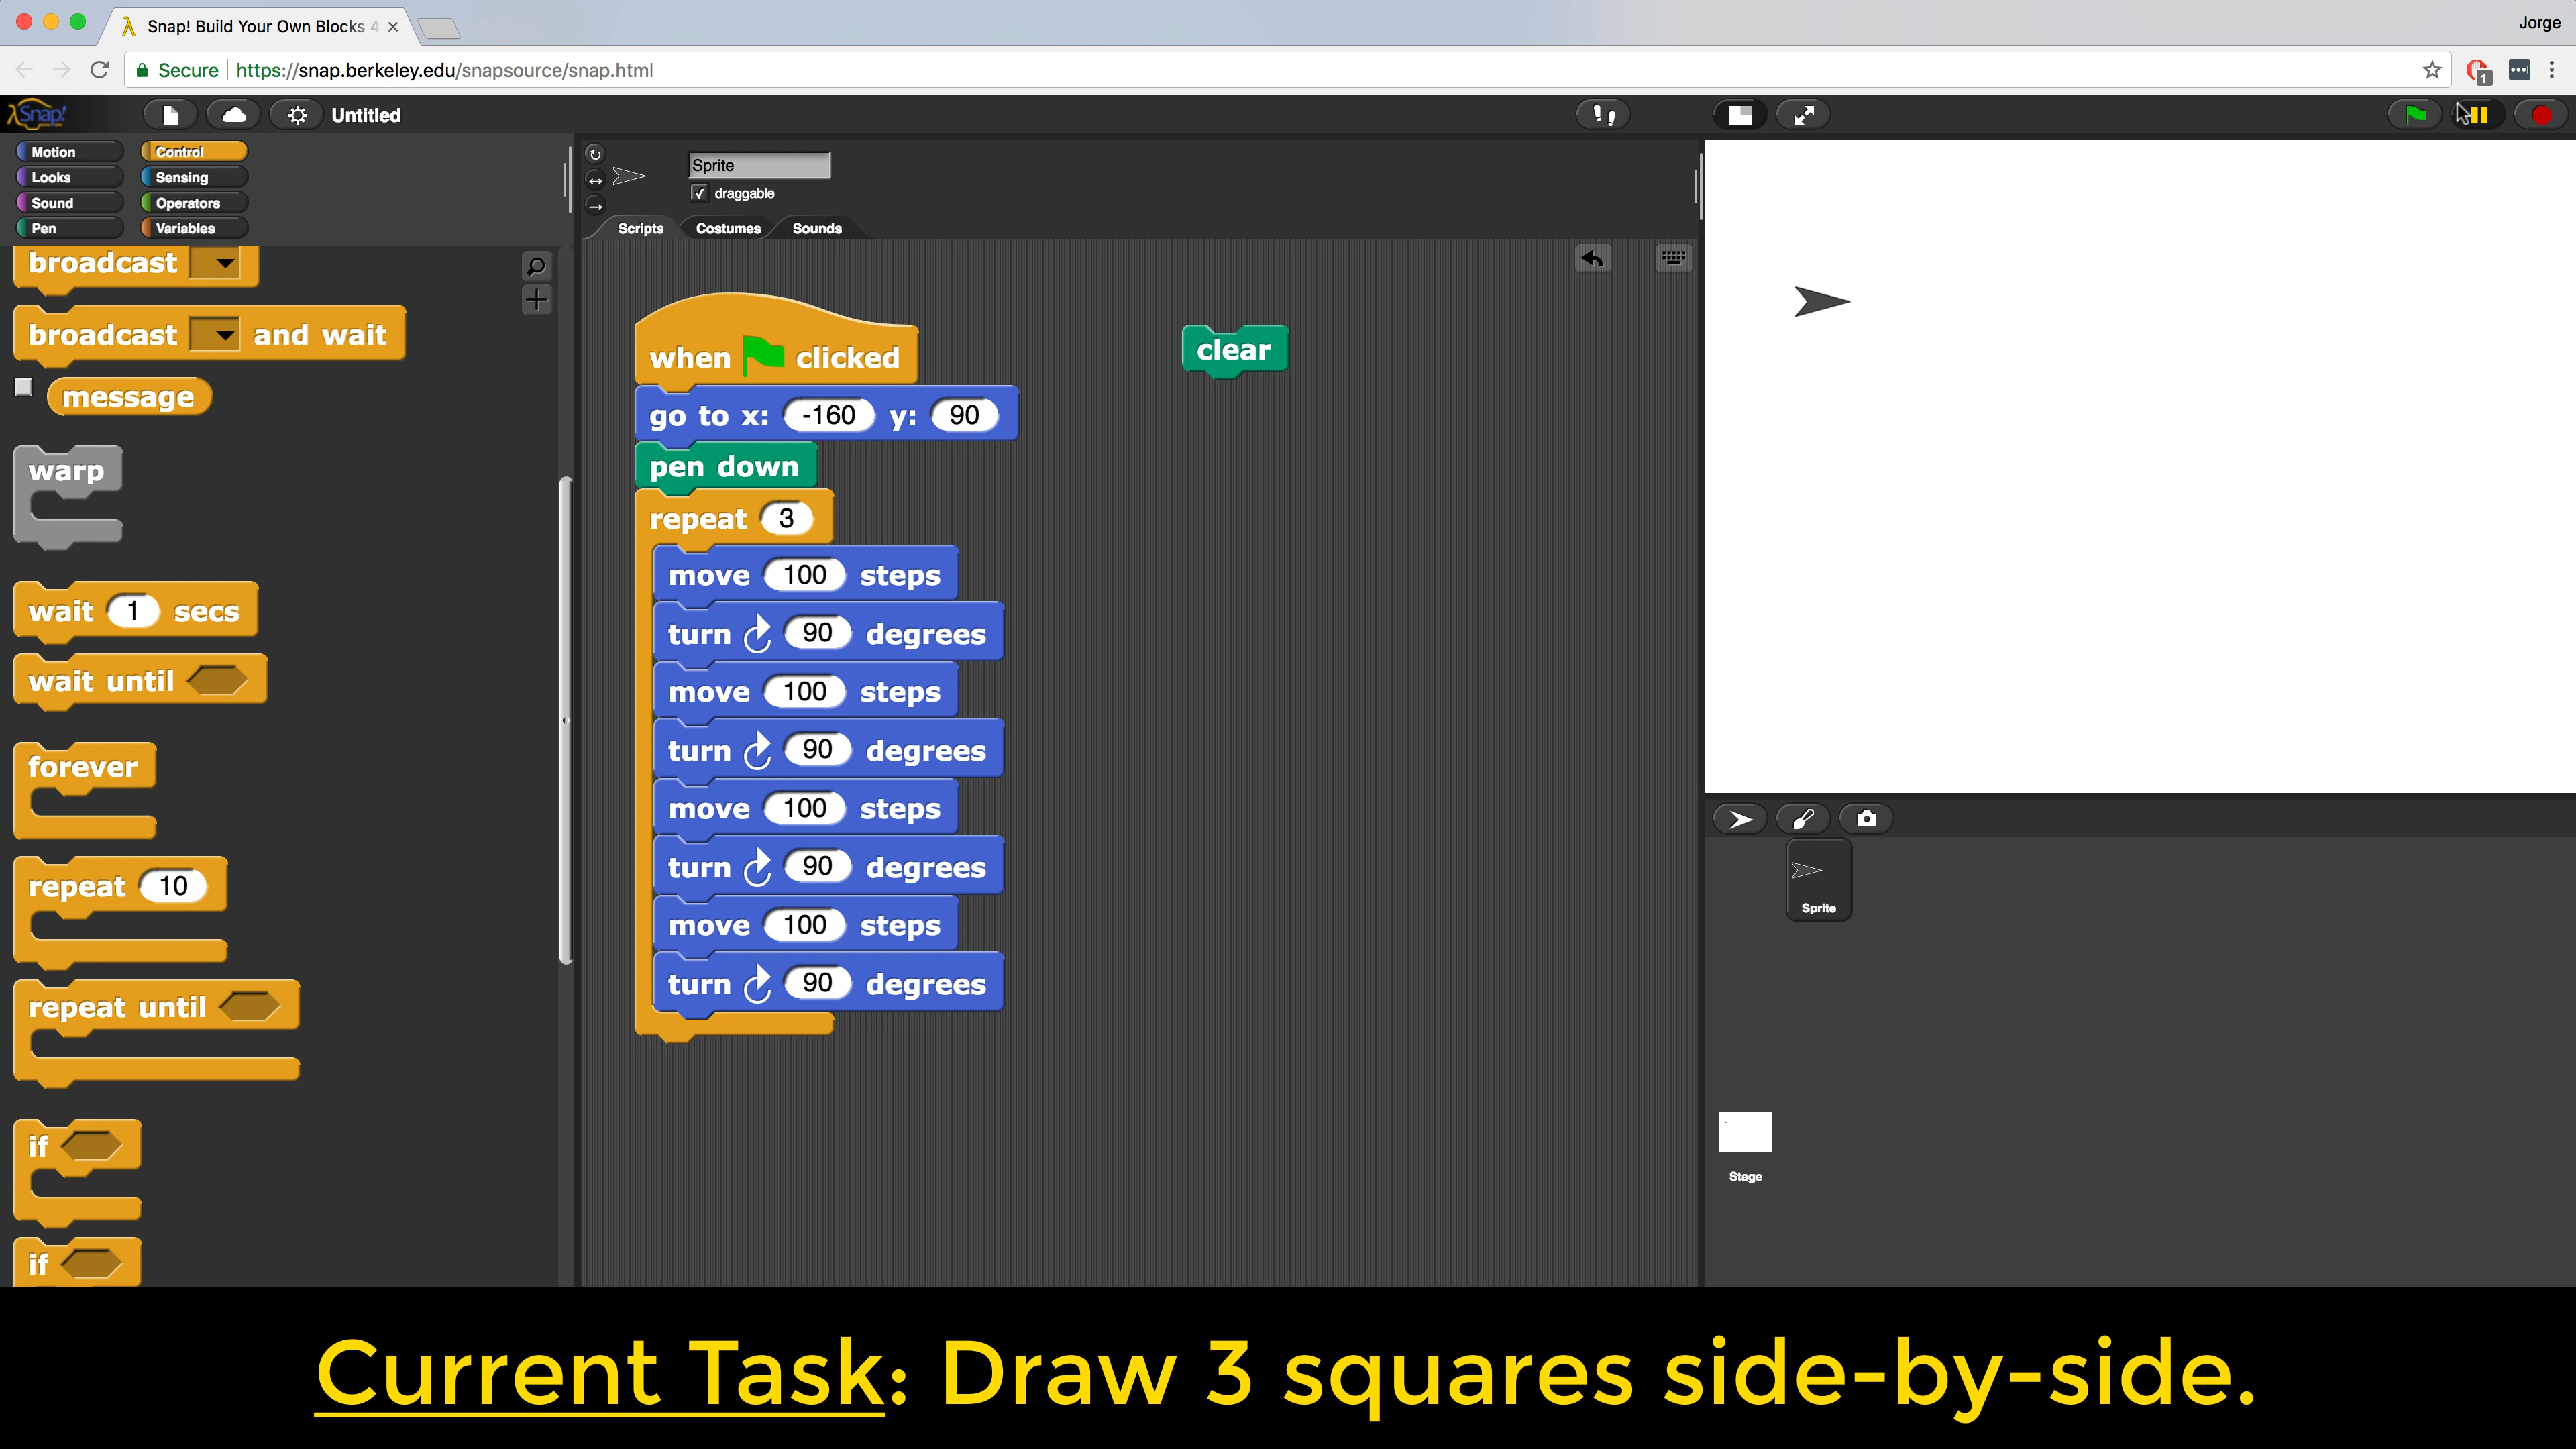 Snap! Build Your Own Blocks 4
Jorge
Secure https://snap.berkeley.edu/snapsource/snap.html
1
Snap!
Untitled
Motion
Control
Looks
Sensing
Sound
Operators
Pen
Variables
Sprite
draggable
Scripts
Costumes
Sounds
broadcast
broadcast and wait
message
warp
wait 1 secs
wait until
forever
repeat 10
repeat until
if
if
when clicked
go to x: -160 y: 90
pen down
repeat 3
move 100 steps
turn 90 degrees
move 100 steps
turn 90 degrees
move 100 steps
turn 90 degrees
move 100 steps
turn 90 degrees
clear
Sprite
Stage
Current Task: Draw 3 squares side-by-side.